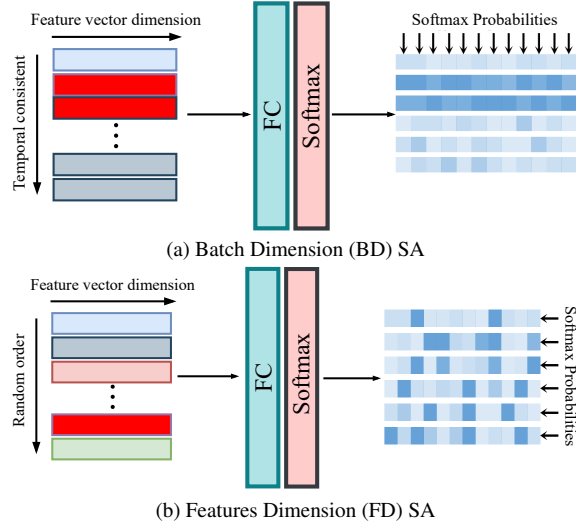 Feature vector dimension
Softmax Probabilities
Temporal consistent
FC
Softmax
(a) Batch Dimension (BD) SA
Feature vector dimension
Random order
FC
Softmax
Softmax Probabilities
(b) Features Dimension (FD) SA